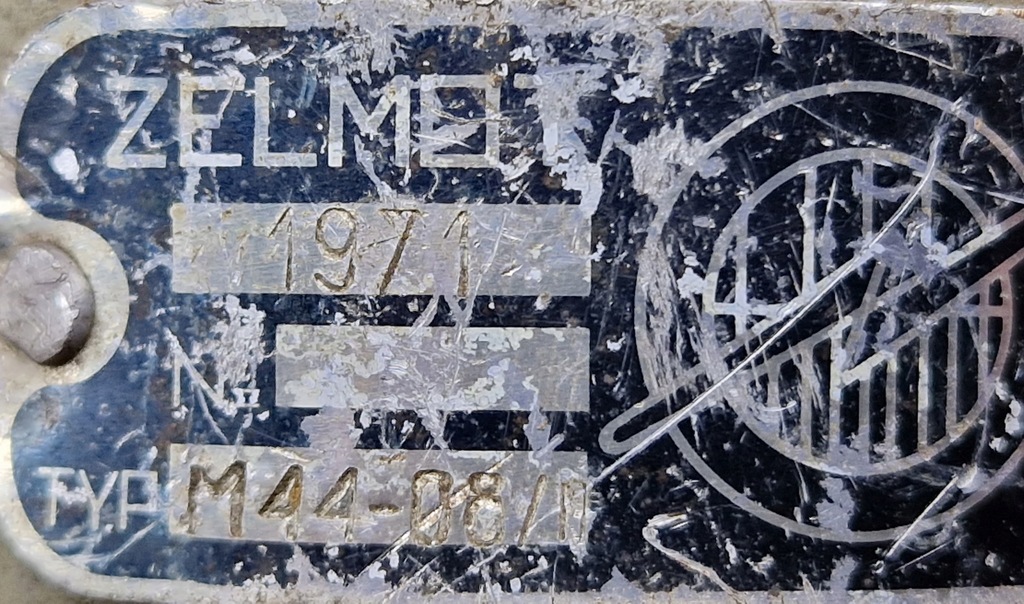 ZELMOT
1971
No.
TYP M44-08/n